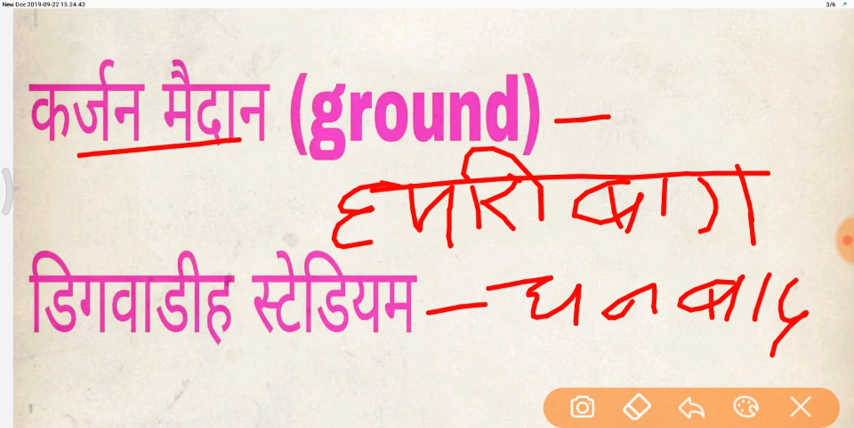 New Doc 2019-09-22 15.24.43 3/6
कर्जन मैदान (ground) –
हजारीबाग
डिगवाडीह स्टेडियम – धनबाद